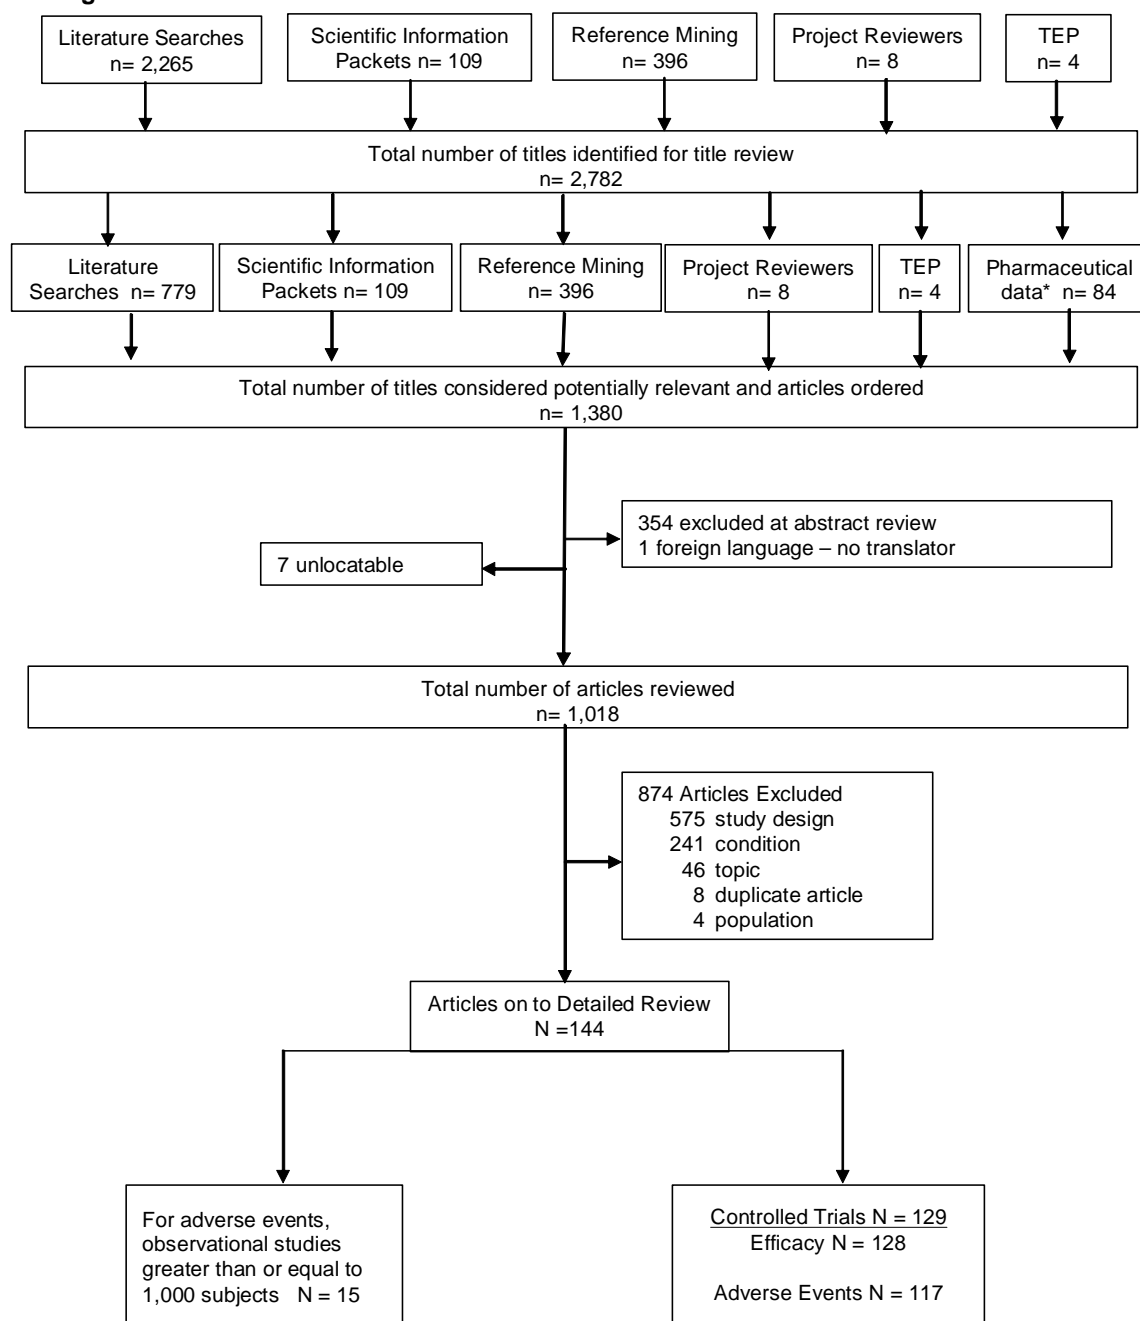 Literature Searches
n= 2,265
Scientific Information
Packets n= 109
Reference Mining
n= 396
Project Reviewers
n= 8
TEP
n= 4
Total number of titles identified for title review
n= 2,782
Literature
Searches n= 779
Scientific Information
Packets n= 109
Reference Mining
n= 396
Project Reviewers
n= 8
TEP
n= 4
Pharmaceutical
data* n= 84
Total number of titles considered potentially relevant and articles ordered
n= 1,380
354 excluded at abstract review
1 foreign language – no translator
7 unlocatable
Total number of articles reviewed
n= 1,018
874 Articles Excluded
575 study design
241 condition
46 topic
8 duplicate article
4 population
Articles on to Detailed Review
N =144
For adverse events,
observational studies
greater than or equal to
1,000 subjects N = 15
Controlled Trials N = 129
Efficacy N = 128
Adverse Events N = 117